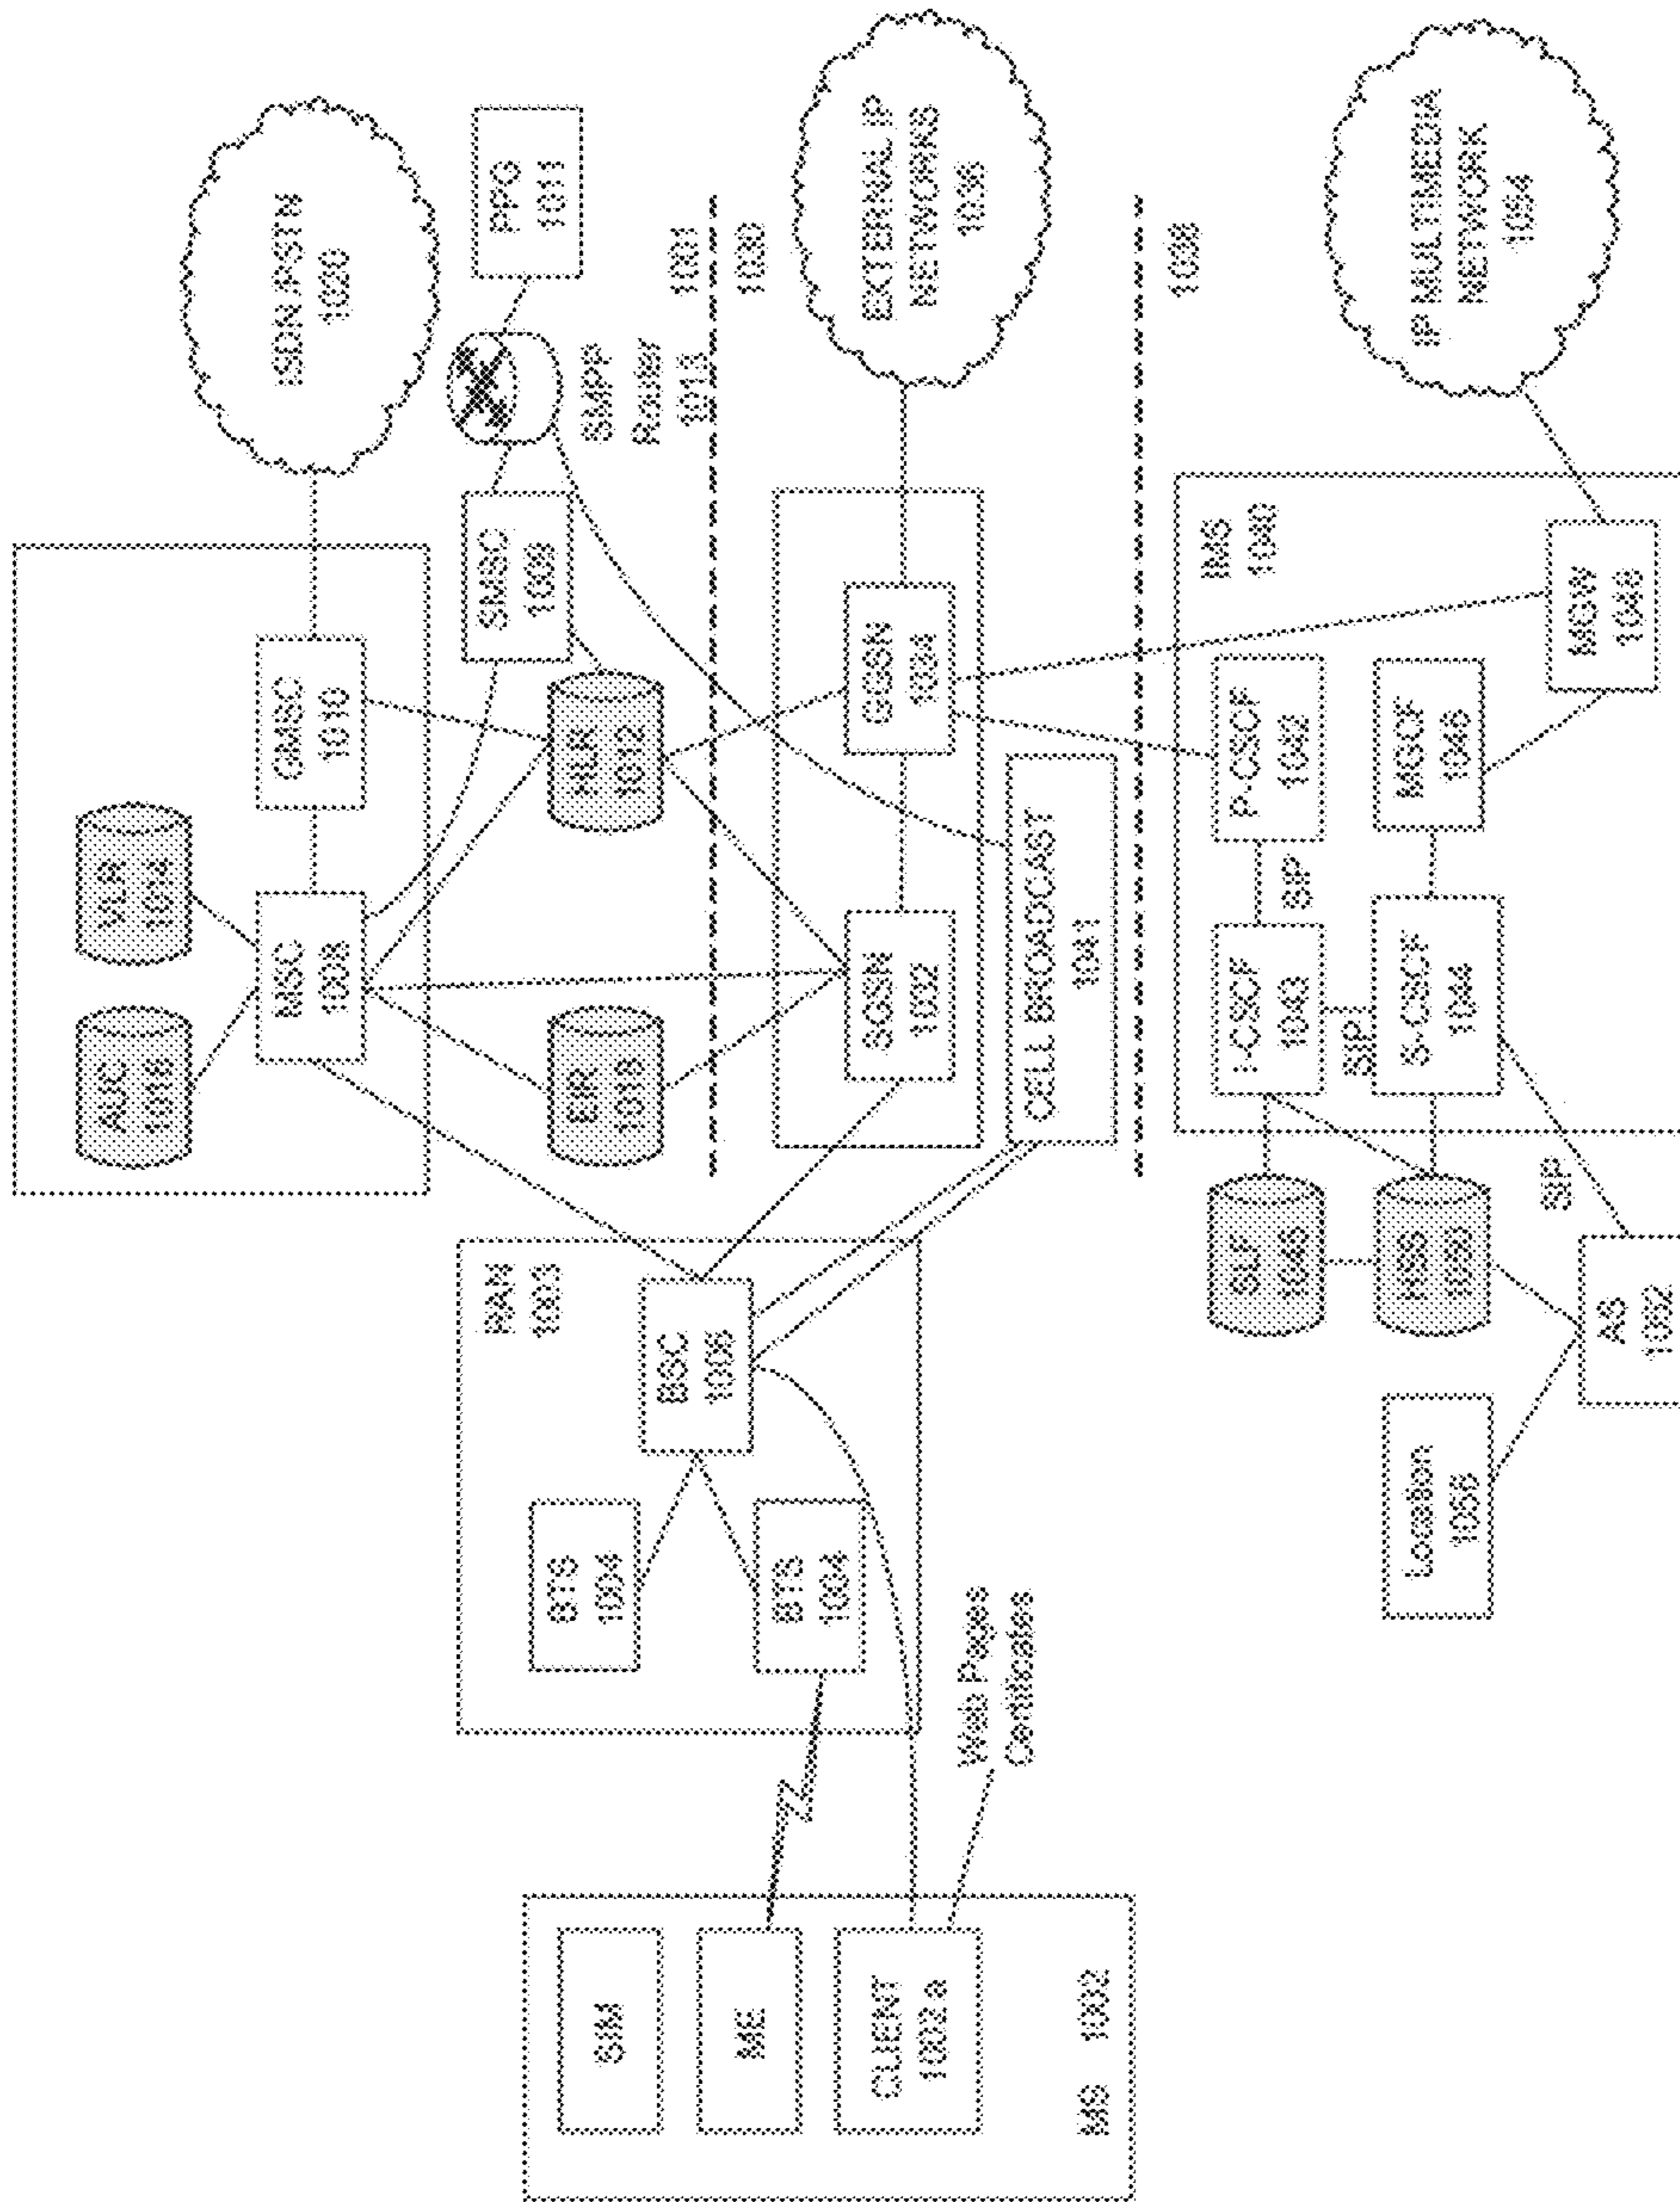 SIM
ME
CLIENT
1002 a
MS 1002
RAN
1003
BTS
1004
BTS
1004
BSC
1006
Web Pages
Certificates
AUC
1016
VLR
1014
MSC
1008
GMSC
1010
ISDN /PSTN
1020
SMSC
1009
SMPP
Router
1013
PPG
1011
EIR
1018
HLR
1012
1001
1030
SGSN
1032
GGSN
1034
EXTERNAL IP
NETWORKS
1036
CELL BROADCAST
1041
1038
IMS
1040
I-CSCF
1043
SIP
P-CSCF
1042
SIP
S-CSCF
1044
MGCF
1046
MGW
1048
IP MULTIMEDIA
NETWORK
1054
SLF
HSS
SIP
AS
1052
Location
1056